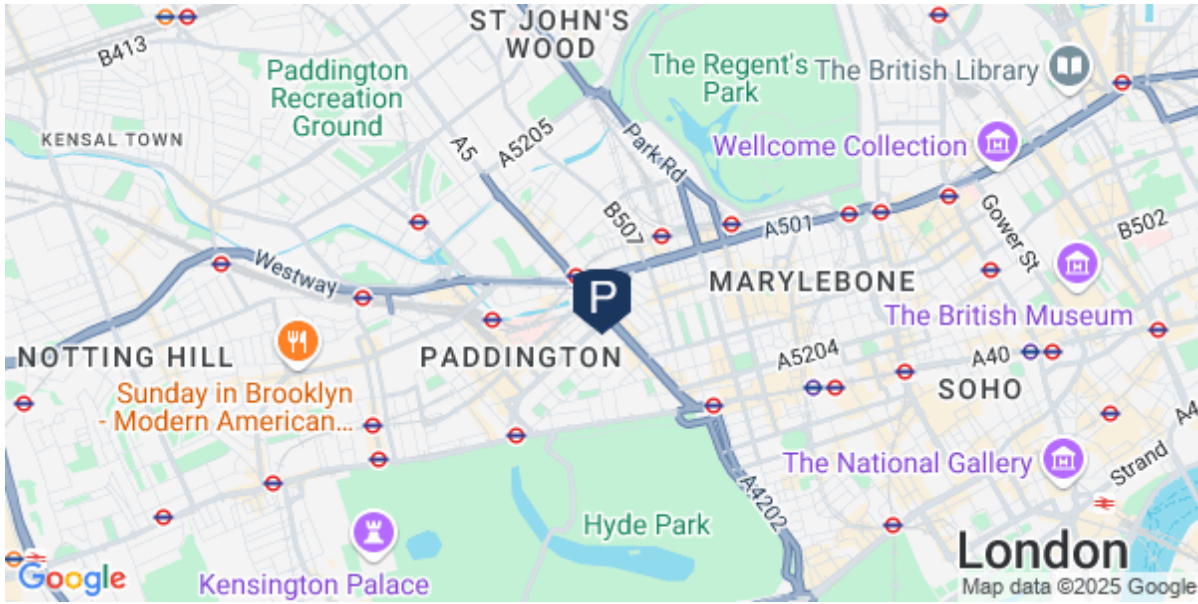 ST JOHN'S
WOOD
B413
Paddington
Recreation
Ground
The Regent's
Park
The British Library
KENSAL TOWN
A5
A5205
Park Rd
Wellcome Collection
B507
A501
Gower St
B502
Westway
MARYLEBONE
P
The British Museum
NOTTING HILL
PADDINGTON
A5204
A40
SOHO
Sunday in Brooklyn
- Modern American...
A4
The National Gallery
Strand
A4202
Hyde Park
Kensington Palace
London
Google
Map data ©2025 Google